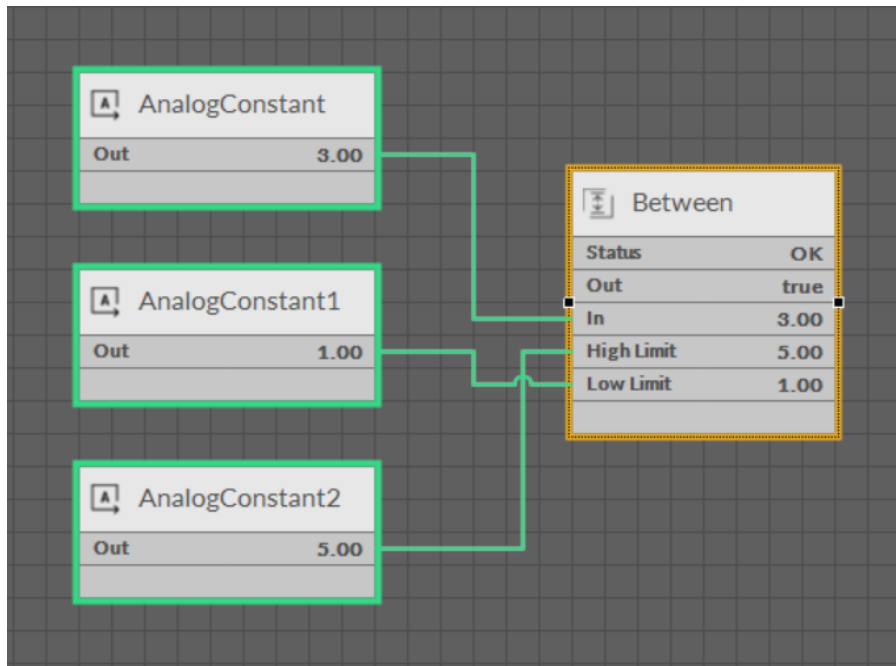 AnalogConstant
Out 3.00
AnalogConstant1
Out 1.00
AnalogConstant2
Out 5.00
Between
Status OK
Out true
In 3.00
High Limit 5.00
Low Limit 1.00